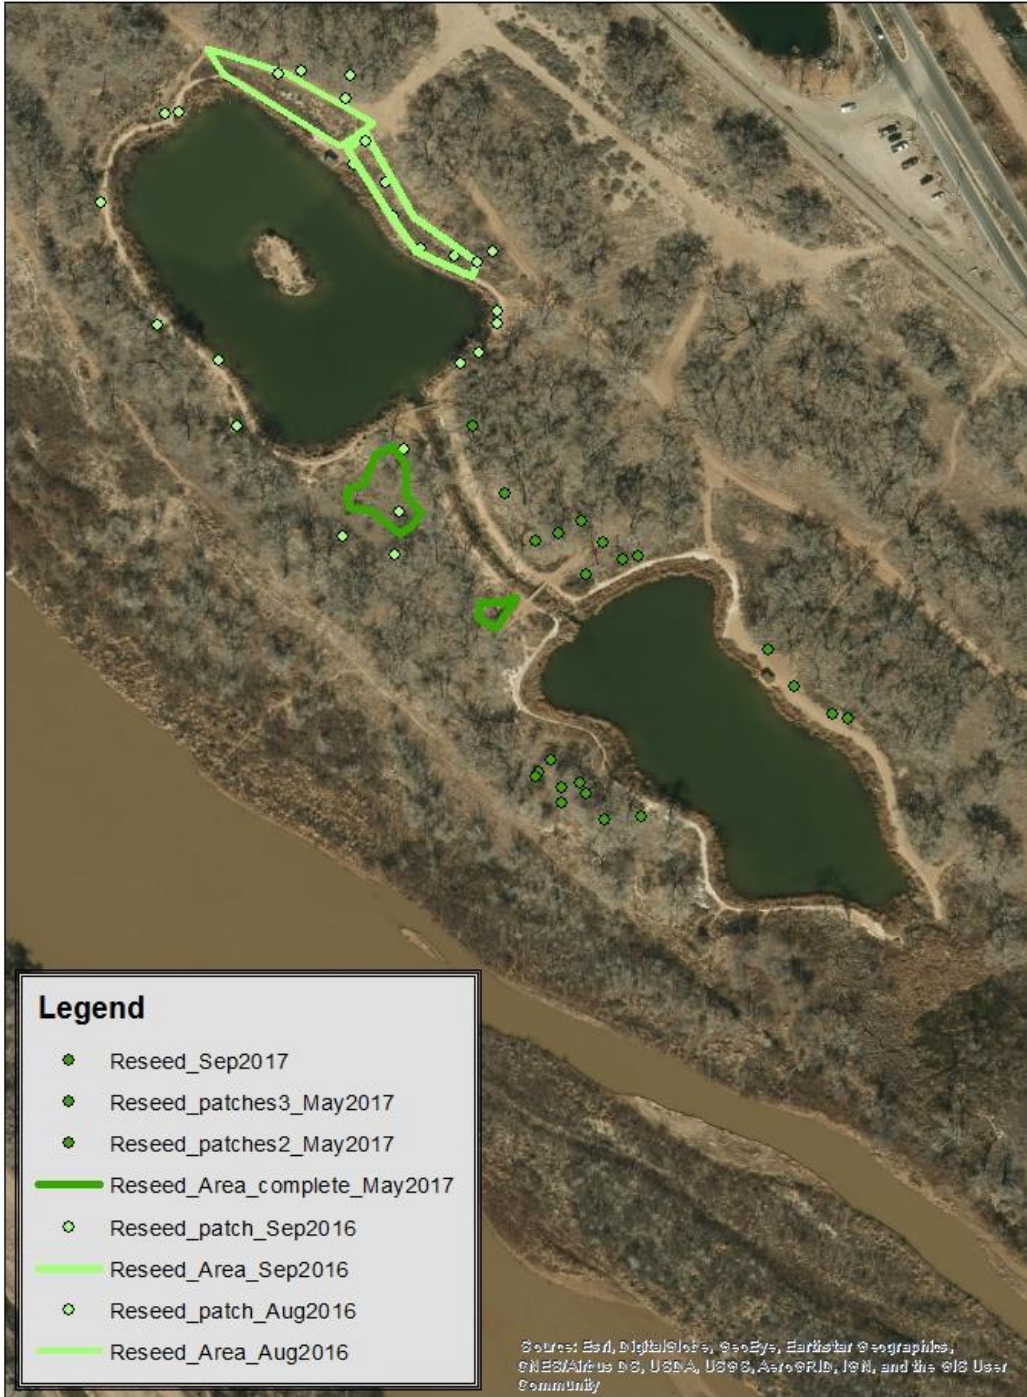 Legend
Reseed_Sep2017
Reseed_patches3_May2017
Reseed_patches2_May2017
Reseed_Area_complete_May2017
Reseed_patch_Sep2016
Reseed_Area_Sep2016
Reseed_patch_Aug2016
Reseed_Area_Aug2016
Source: Esri, DigitalGlobe, GeoEye, Earthstar Geographics,
CNES/Airbus DS, USDA, USGS, AeroGRID, IGN, and the GIS User
Community